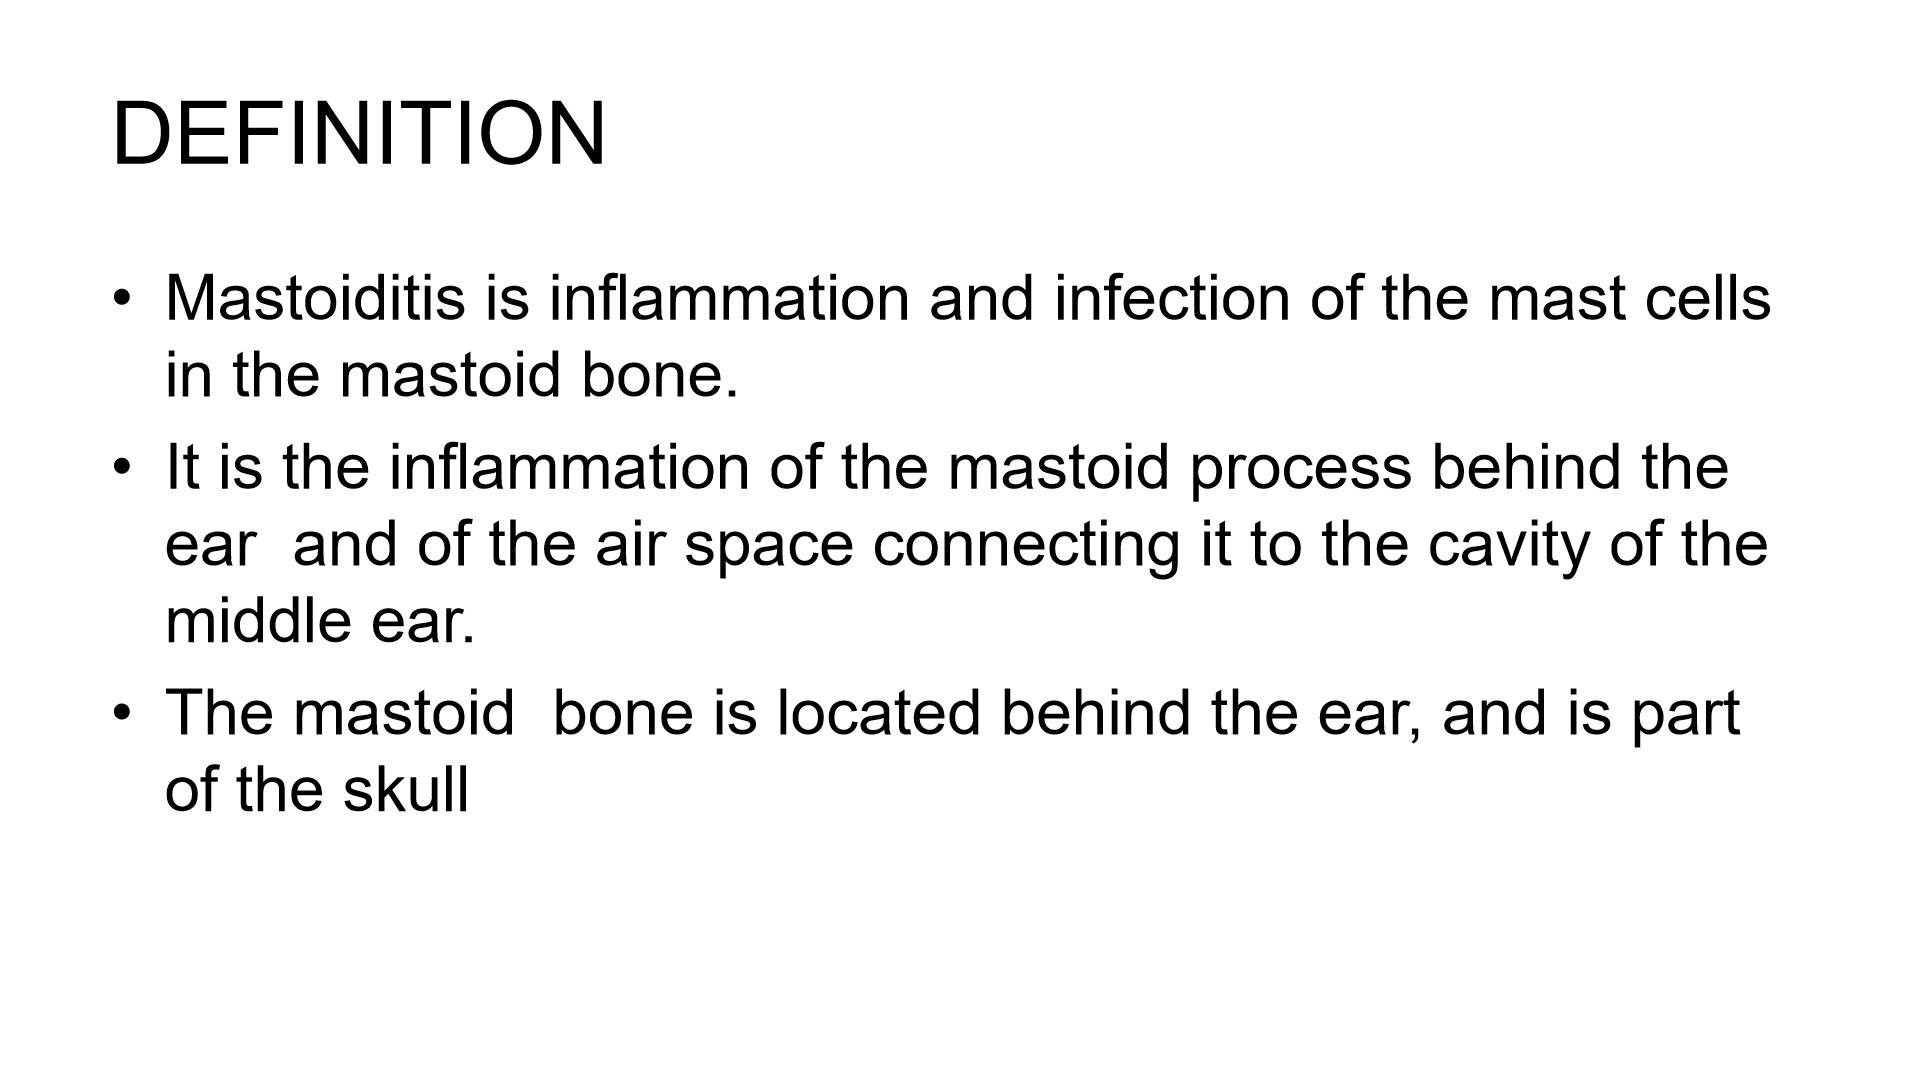 DEFINITION
• Mastoiditis is inflammation and infection of the mast cells
in the mastoid bone.
• It is the inflammation of the mastoid process behind the
ear  and of the air space connecting it to the cavity of the
middle ear.
• The mastoid  bone is located behind the ear, and is part
of the skull